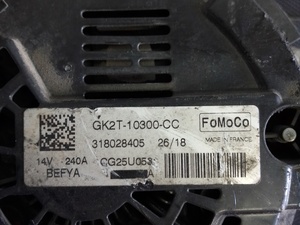 GK2T-10300-CC
FoMoCo
318028405 26/18
MADE IN FRANCE
14V 240A CG25U053
BEFYA A